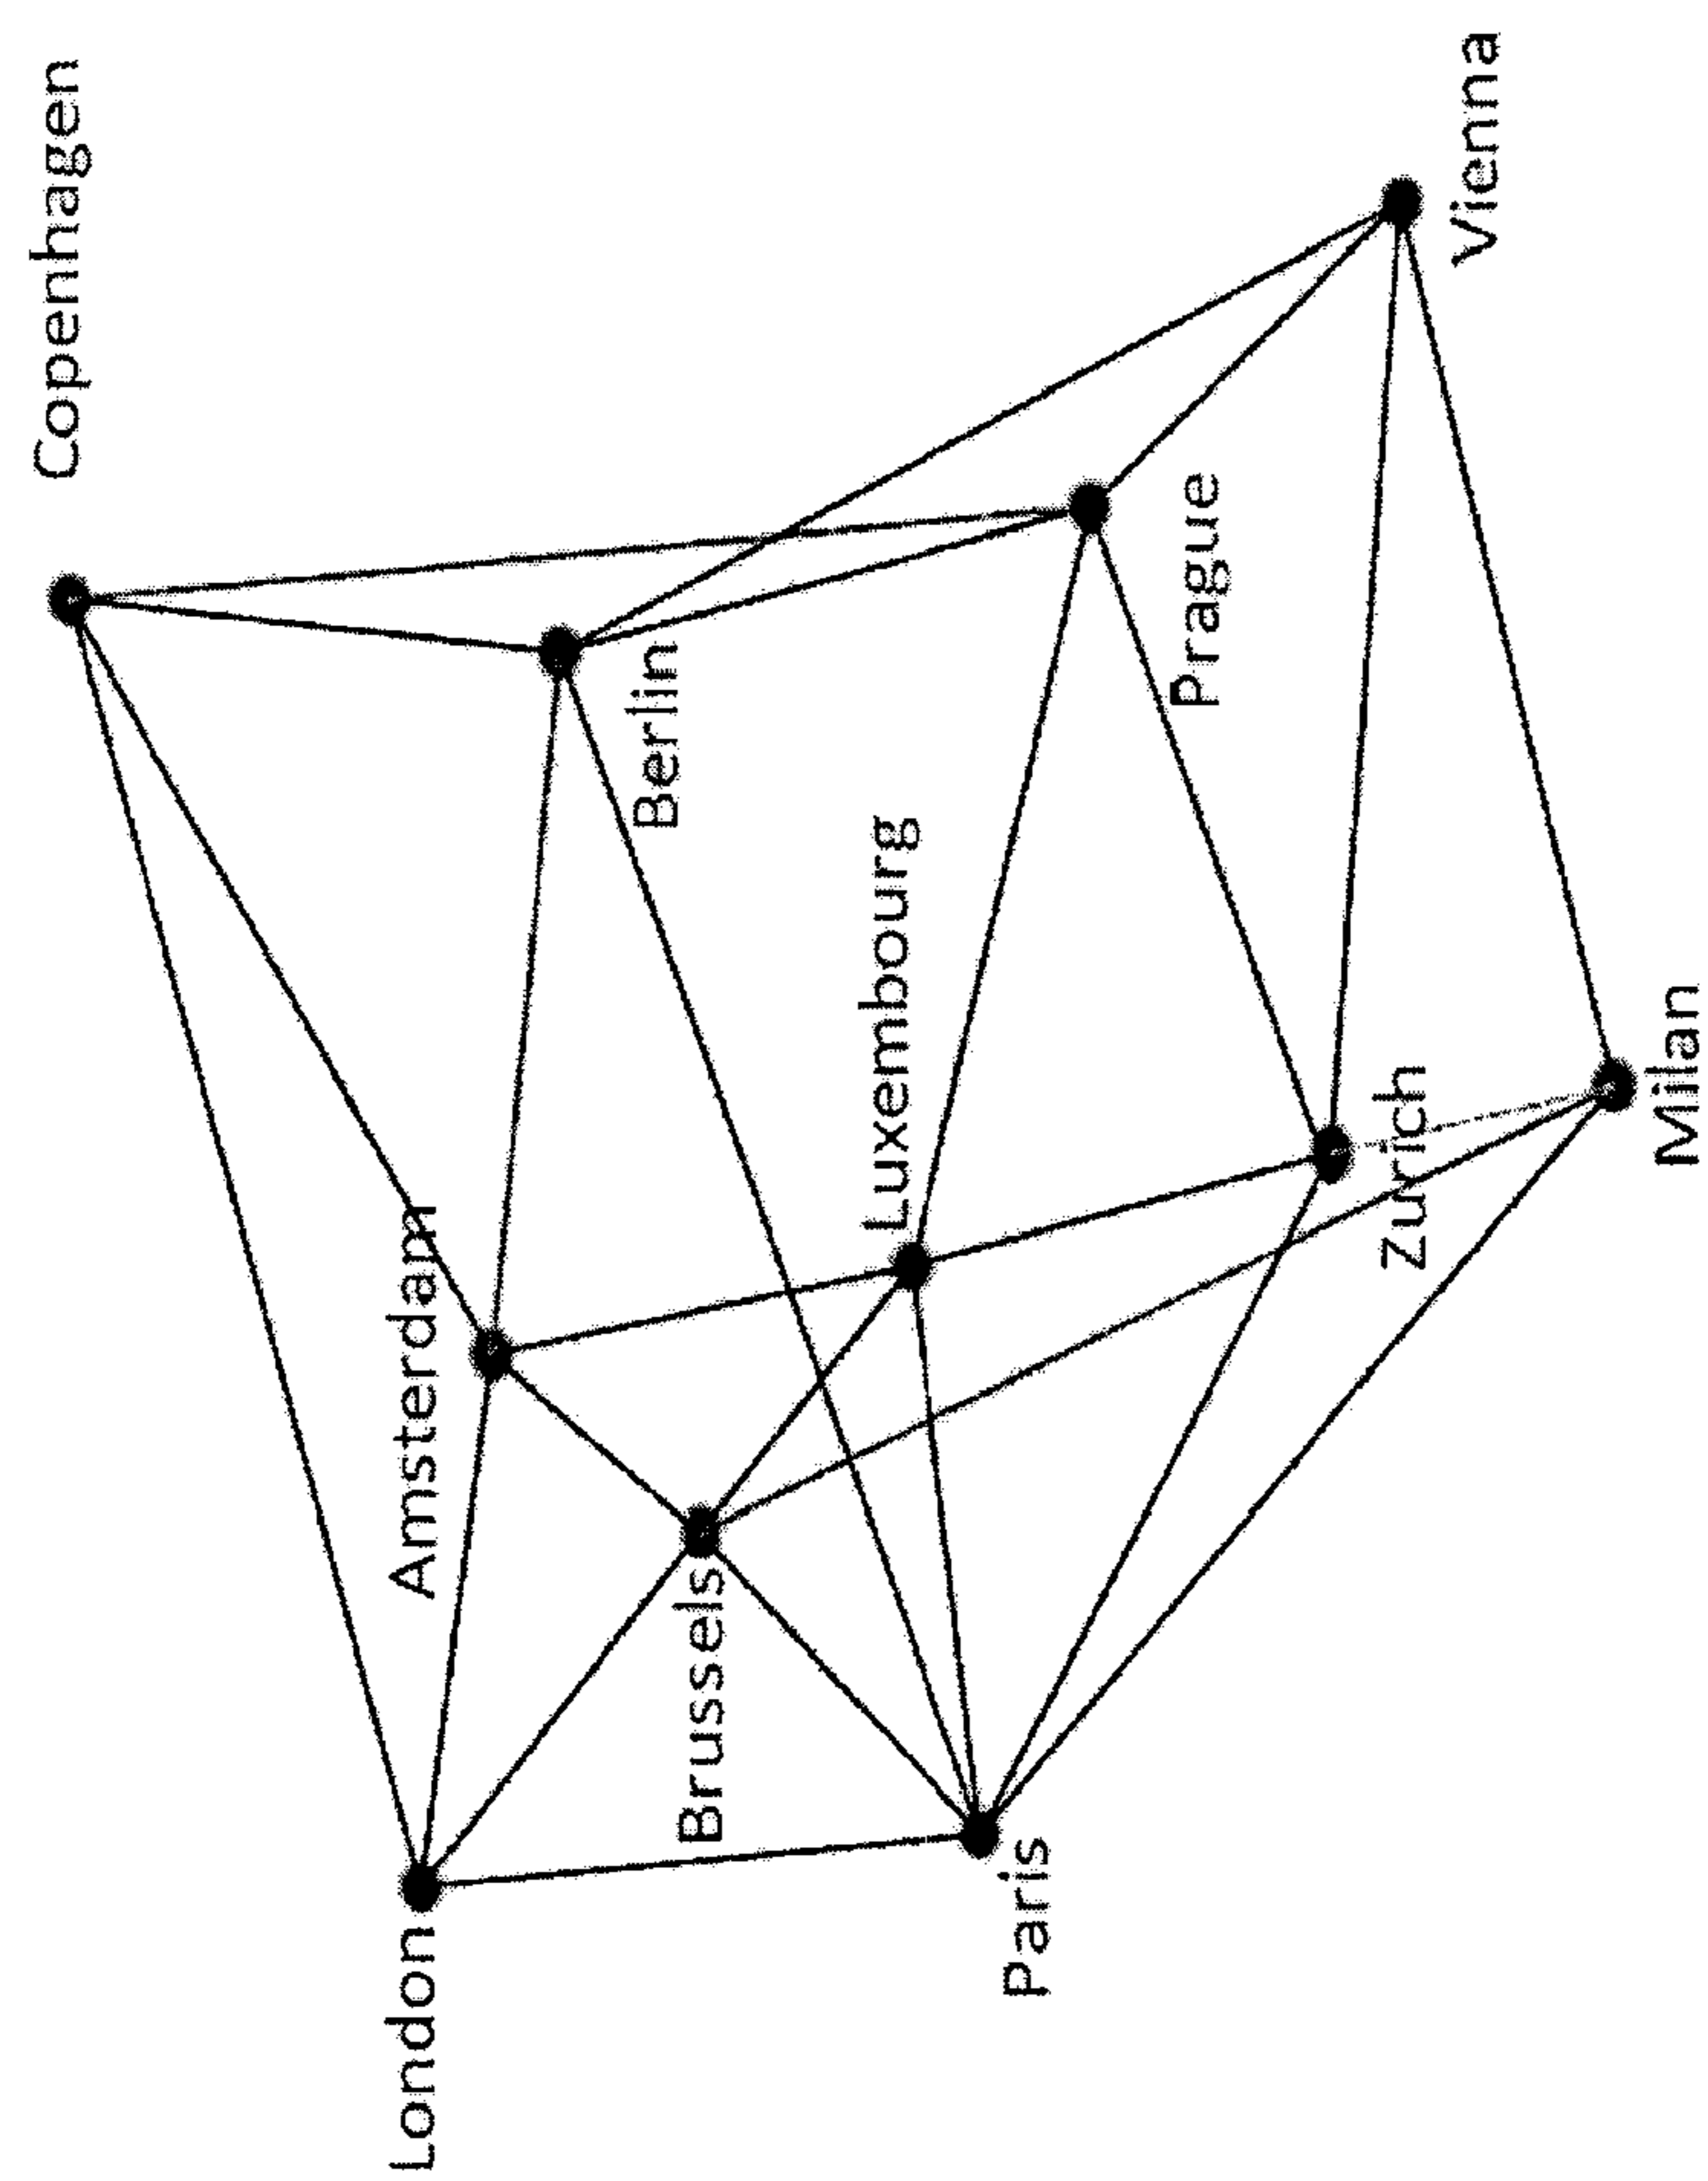 Copenhagen
London
Amsterdam
Berlin
Brussels
Luxembourg
Paris
Prague
Zurich
Vienna
Milan